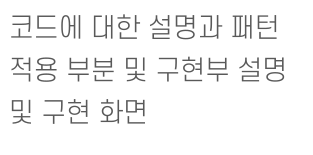 코드에 대한 설명과 패턴
적용 부분 및 구현부 설명
및 구현 화면